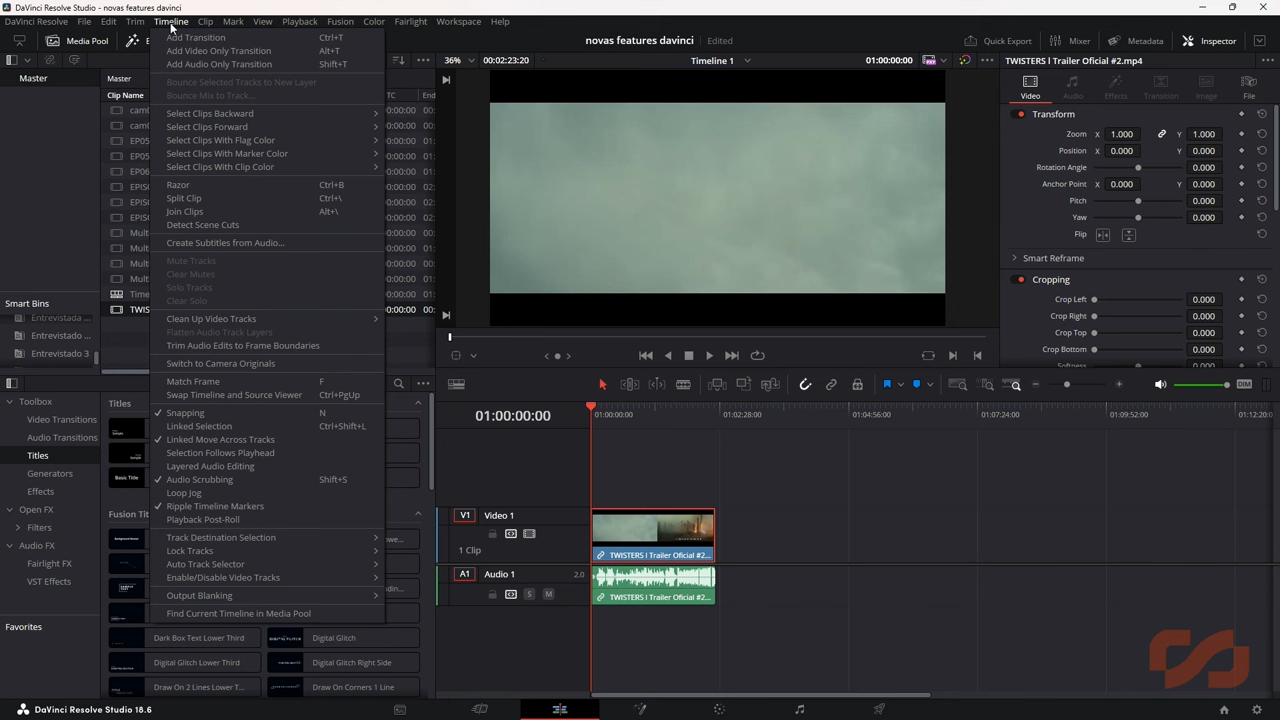 DaVinci Resolve Studio - novas features davinci
DaVinci Resolve File Edit Trim Timeline Clip Mark View Playback Fusion Color Fairlight Workspace Help
Media Pool
novas features davinci Edited
Quick Export Mixer Metadata Inspector
Master
Master
36% 00:02:23:20
Timeline 1
01:00:00:00
TWISTERS l Trailer Oficial #2.mp4
Clip Name
TC
End
Video Audio Effects Transition Image File
Add Transition Ctrl+T
Add Video Only Transition Alt+T
Add Audio Only Transition Shift+T
Bounce Selected Tracks to New Layer
Bounce Mix to Track...
Select Clips Backward
Select Clips Forward
Select Clips With Flag Color
Select Clips With Marker Color
Select Clips With Clip Color
Razor Ctrl+B
Split Clip Ctrl+\
Join Clips Alt+\
Detect Scene Cuts
Create Subtitles from Audio...
Mute Tracks
Clear Mutes
Solo Tracks
Clear Solo
Clean Up Video Tracks
Flatten Audio Track Layers
Trim Audio Edits to Frame Boundaries
Switch to Camera Originals
Match Frame F
Swap Timeline and Source Viewer Ctrl+PgUp
Snapping N
Linked Selection Ctrl+Shift+L
Linked Move Across Tracks
Selection Follows Playhead
Layered Audio Editing
Audio Scrubbing Shift+S
Loop Jog
Ripple Timeline Markers
Playback Post-Roll
Track Destination Selection
Lock Tracks
Auto Track Selector
Enable/Disable Video Tracks
Output Blanking
Find Current Timeline in Media Pool
Transform
Zoom X 1.000 Y 1.000
Position X 0.000 Y 0.000
Rotation Angle 0.000
Anchor Point X 0.000 Y 0.000
Pitch 0.000
Yaw 0.000
Flip
Smart Reframe
Cropping
Crop Left 0.000
Crop Right 0.000
Crop Top 0.000
Crop Bottom 0.000
Softness
Smart Bins
Entrevistada ...
Entrevistado ...
Entrevistado 3
Toolbox
Video Transitions
Audio Transitions
Titles
Generators
Effects
Open FX
Filters
Audio FX
Fairlight FX
VST Effects
Favorites
Titles
Basic Title
Fusion Titles
Dark Box Text Lower Third
Digital Glitch
Digital Glitch Lower Third
Digital Glitch Right Side
Draw On 2 Lines Lower T...
Draw On Corners 1 Line
DIM
01:00:00:00
01:00:00:00 01:02:28:00 01:04:56:00 01:07:24:00 01:09:52:00 01:12:20:0
V1 Video 1
1 Clip
TWISTERS l Trailer Oficial #2...
A1 Audio 1 2.0
S M
TWISTERS l Trailer Oficial #2...
DaVinci Resolve Studio 18.6